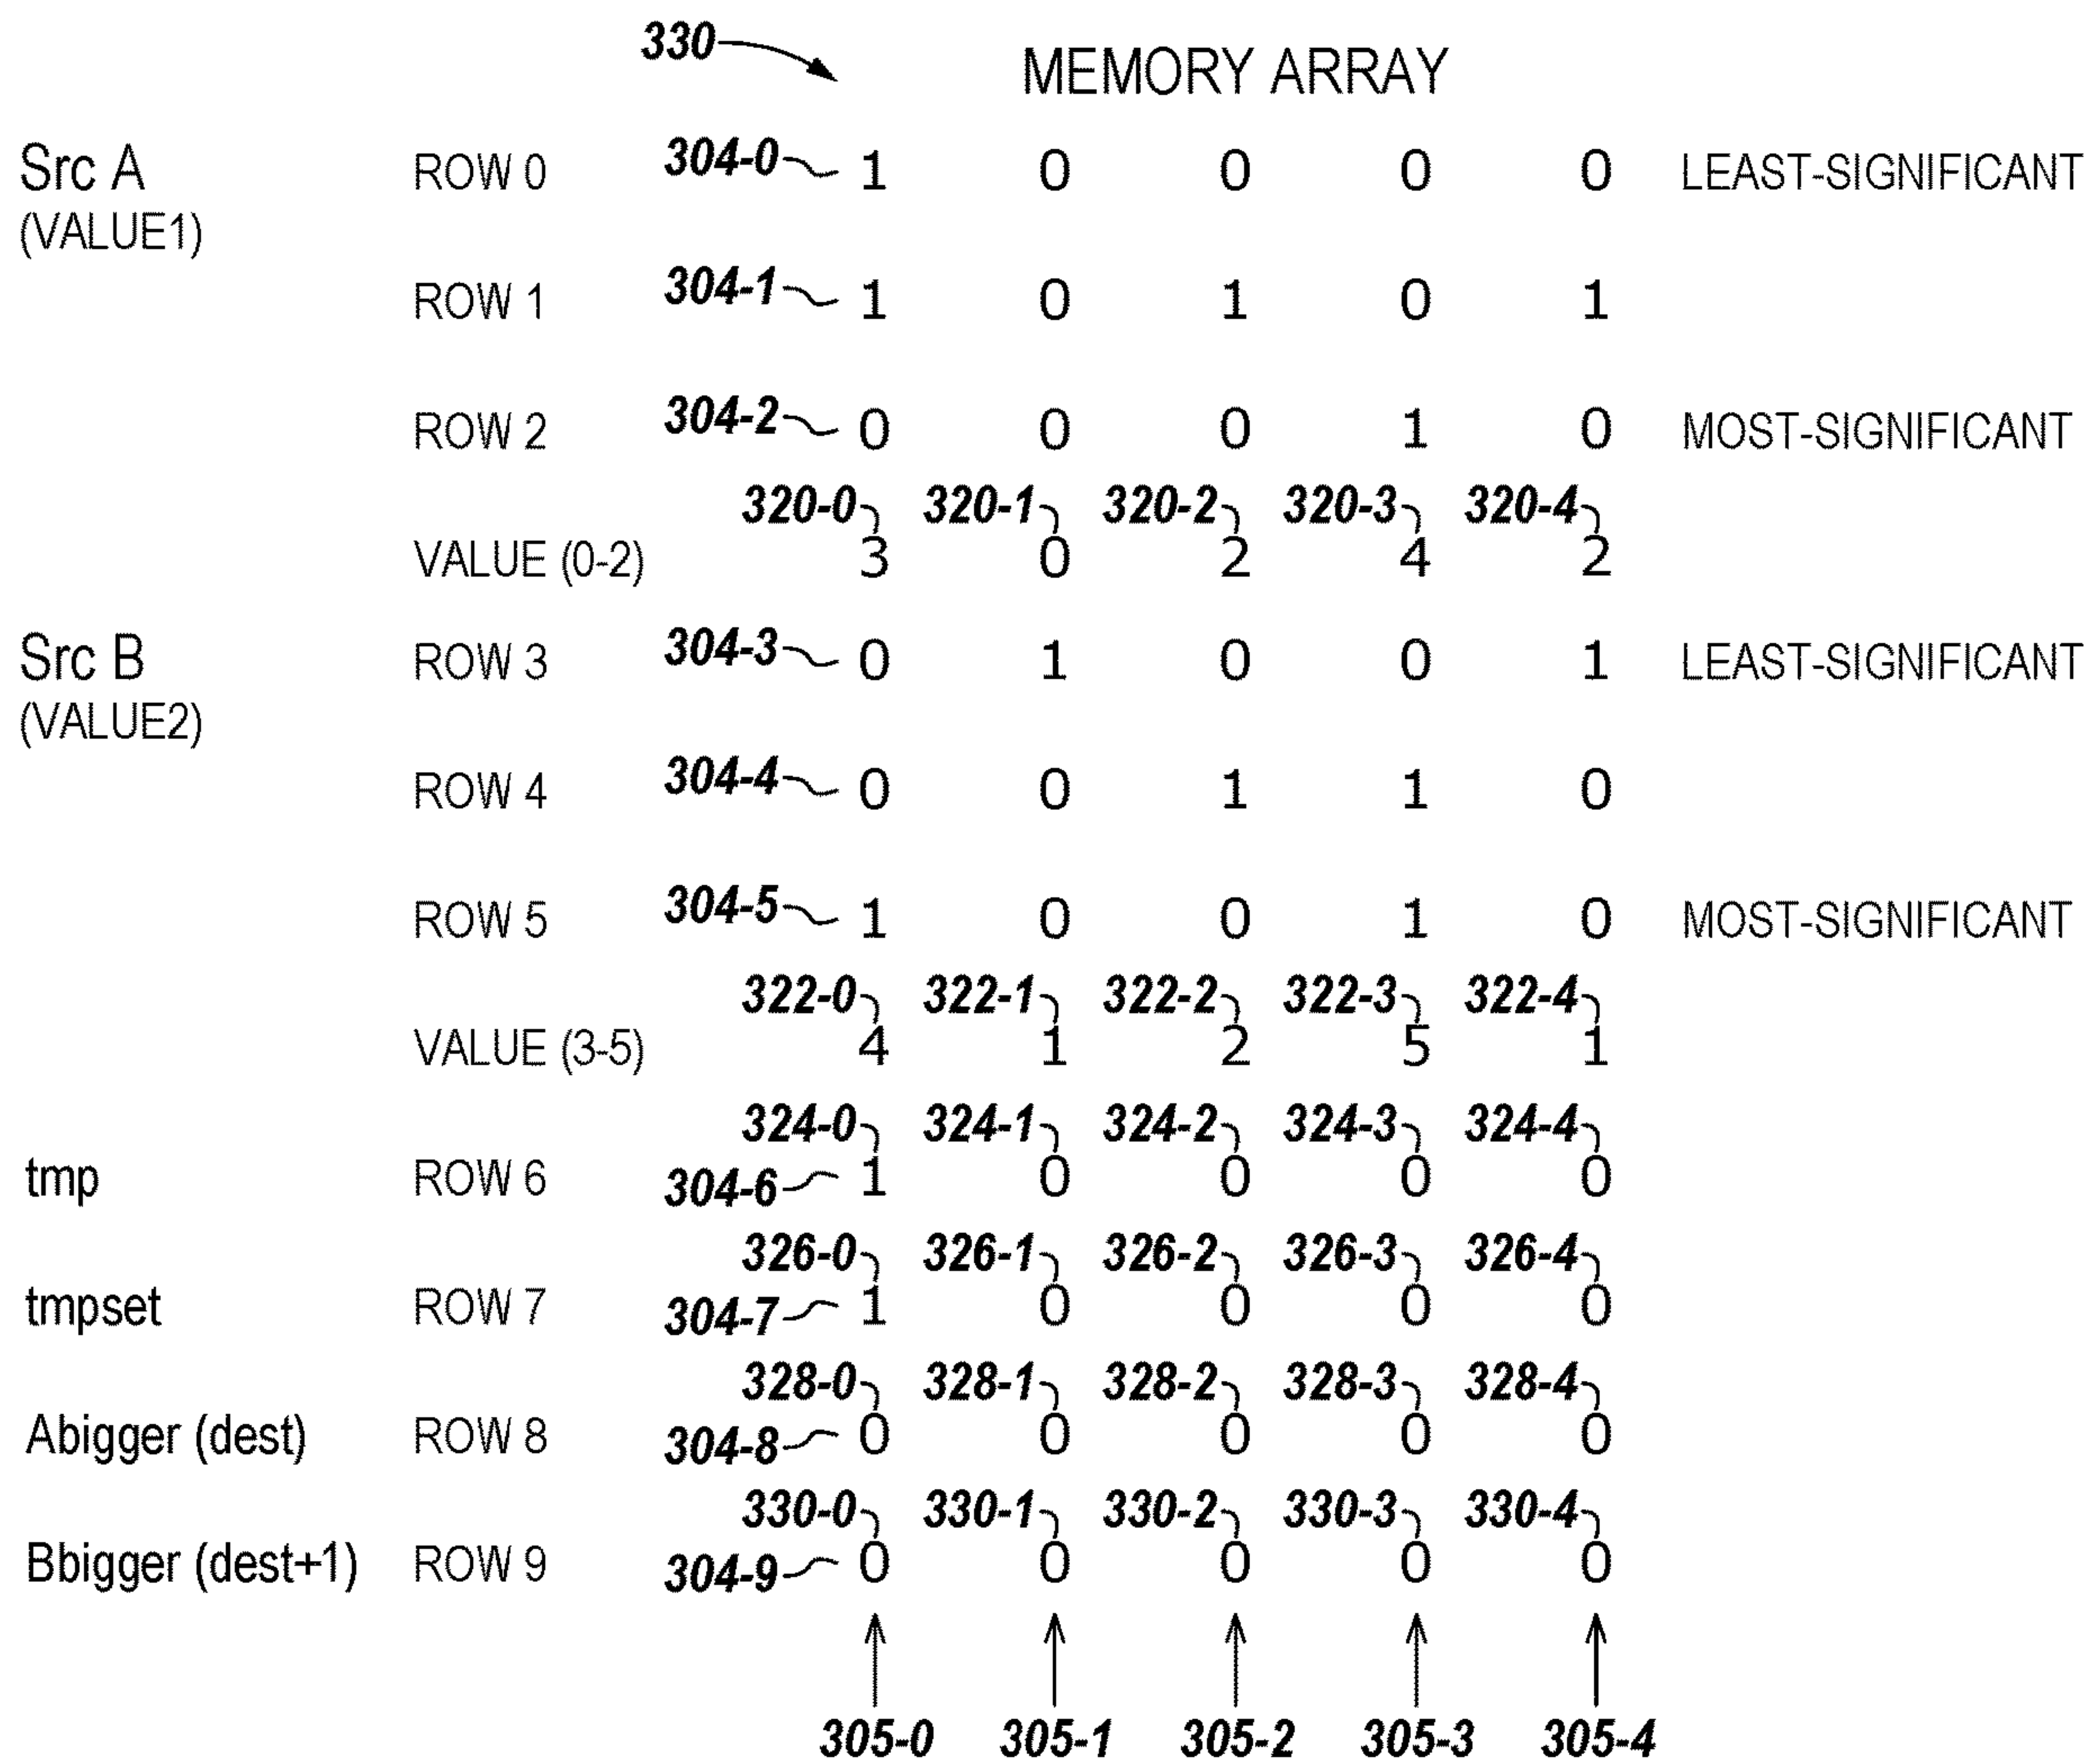 330 MEMORY ARRAY
Src A ROW 0 304-0 1 0 0 0 0 LEAST-SIGNIFICANT
(VALUE1)
ROW 1 304-1 1 0 1 0 1
ROW 2 304-2 0 0 0 1 0 MOST-SIGNIFICANT
320-0 320-1 320-2 320-3 320-4
VALUE (0-2) 3 0 2 4 2
Src B ROW 3 304-3 0 1 0 0 1 LEAST-SIGNIFICANT
(VALUE2)
ROW 4 304-4 0 0 1 1 0
ROW 5 304-5 1 0 0 1 0 MOST-SIGNIFICANT
322-0 322-1 322-2 322-3 322-4
VALUE (3-5) 4 1 2 5 1
324-0 324-1 324-2 324-3 324-4
tmp ROW 6 304-6 1 0 0 0 0
326-0 326-1 326-2 326-3 326-4
tmpset ROW 7 304-7 1 0 0 0 0
328-0 328-1 328-2 328-3 328-4
Abigger (dest) ROW 8 304-8 0 0 0 0 0
330-0 330-1 330-2 330-3 330-4
Bbigger (dest+1) ROW 9 304-9 0 0 0 0 0
305-0 305-1 305-2 305-3 305-4